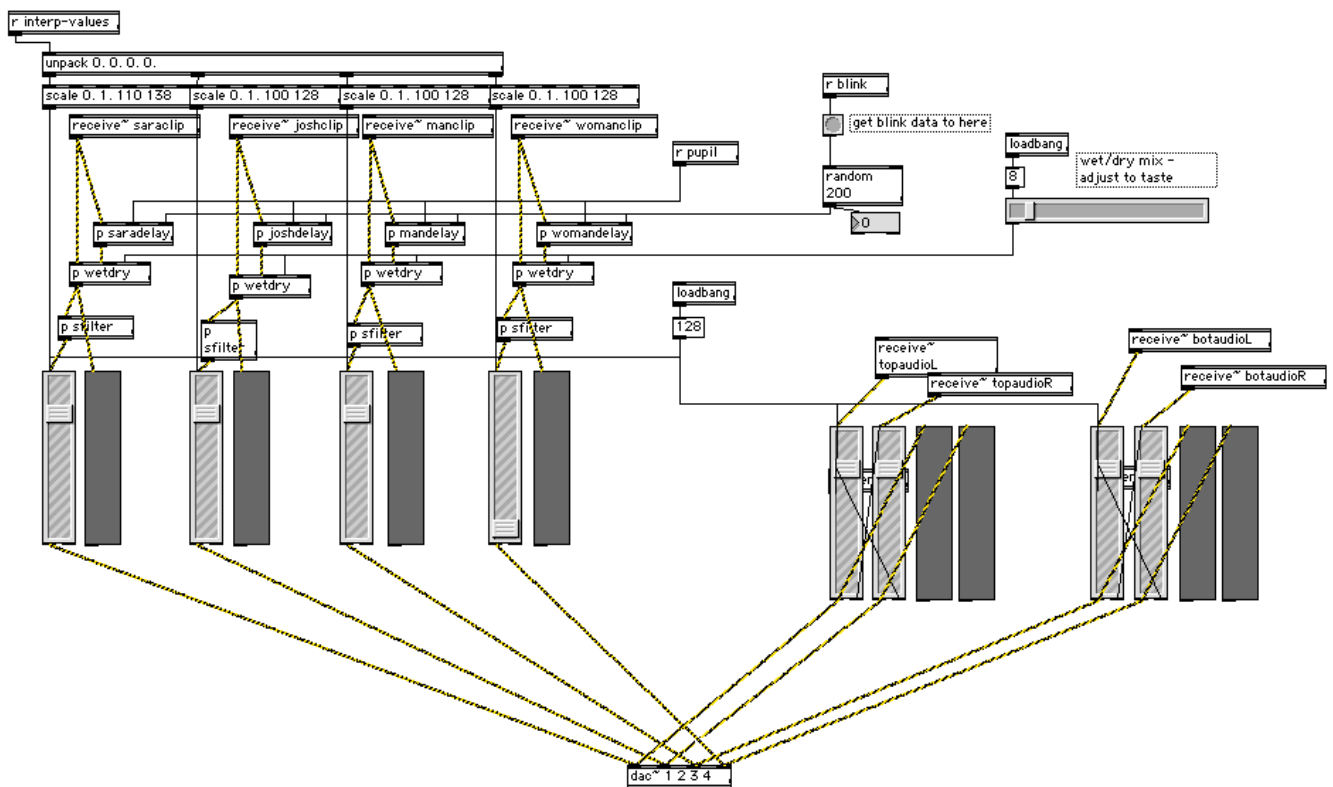 r interp-values
unpack 0. 0. 0. 0.
scale 0. 1. 110 138
scale 0. 1. 100 128
scale 0. 1. 100 128
scale 0. 1. 100 128
r blink
receive~ saraclip
receive~ joshclip
receive~ manclip
receive~ womanclip
get blink data to here
loadbang
wet/dry mix -
adjust to taste
r pupil
random
200
8
0
p saradelay
p joshdelay
p mandelay
p womandelay
p wetdry
p wetdry
p wetdry
p wetdry
loadbang
128
p sfilter
p
sfilter
p sfilter
p sfilter
receive~
topaudioL
receive~ topaudioR
receive~ botaudioL
receive~ botaudioR
dac~ 1 2 3 4